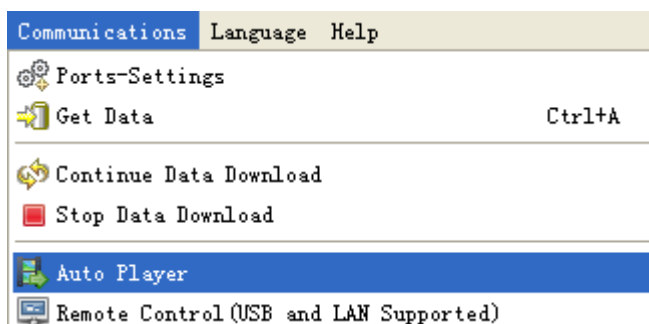 Communications Language Help
Ports-Settings
Get Data Ctrl+A
Continue Data Download
Stop Data Download
Auto Player
Remote Control(USB and LAN Supported)